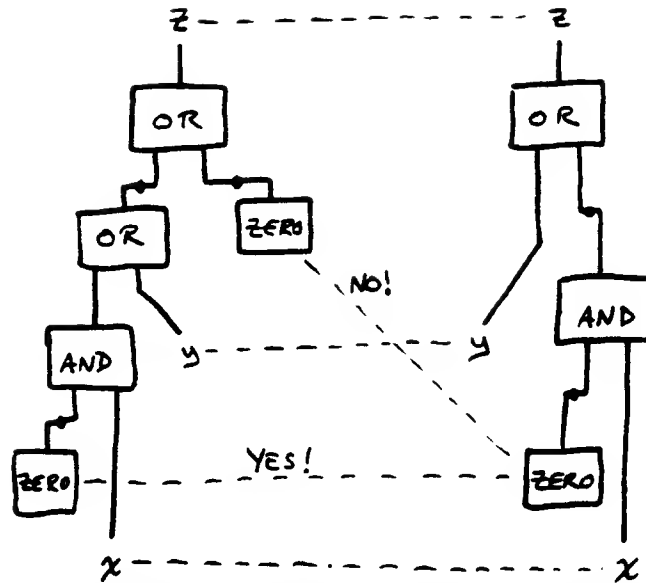 Z Z
OR OR
OR ZERO
NO!
AND
AND
y y
YES!
ZERO ZERO
x x